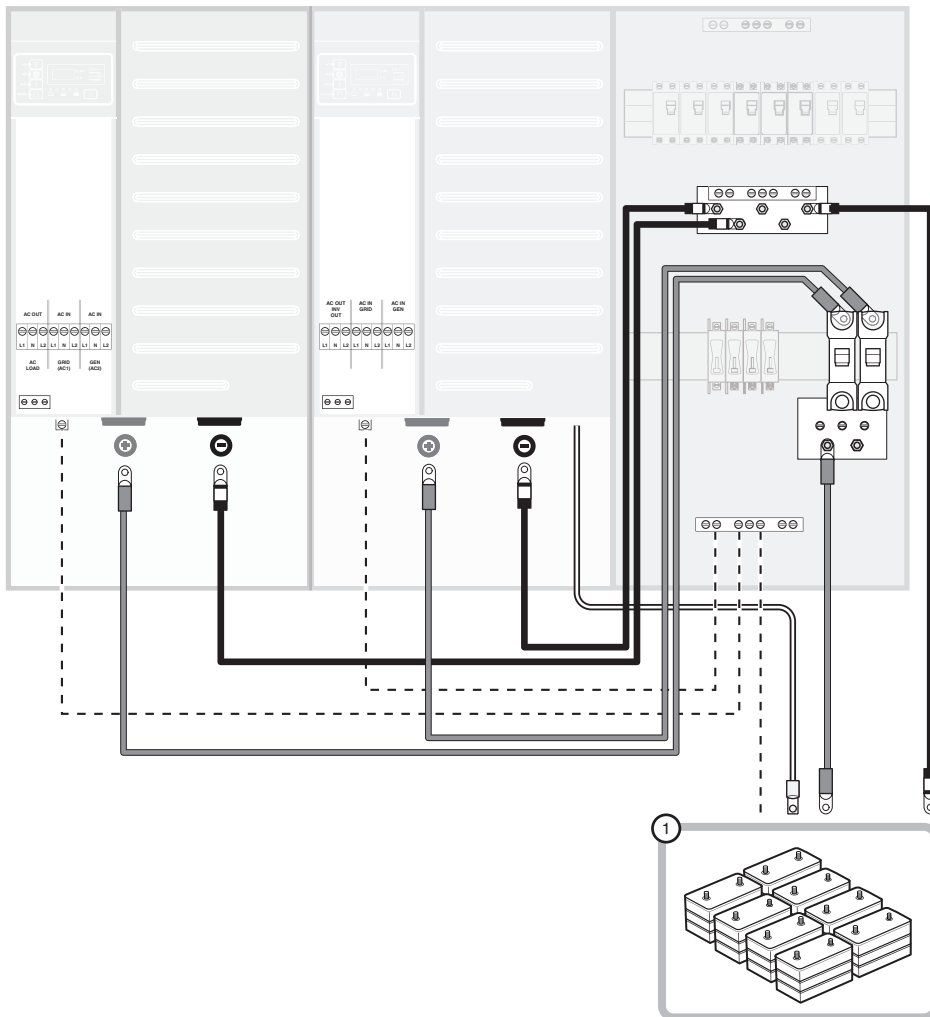 AC OUT AC IN AC IN
L1 N L2 L1 N L2 L1 N L2
AC LOAD GRID (AC1) GEN (AC2)
AC OUT INV OUT AC IN GRID AC IN GEN
L1 N L2 L1 N L2 L1 N L2
+
−
+
−
1